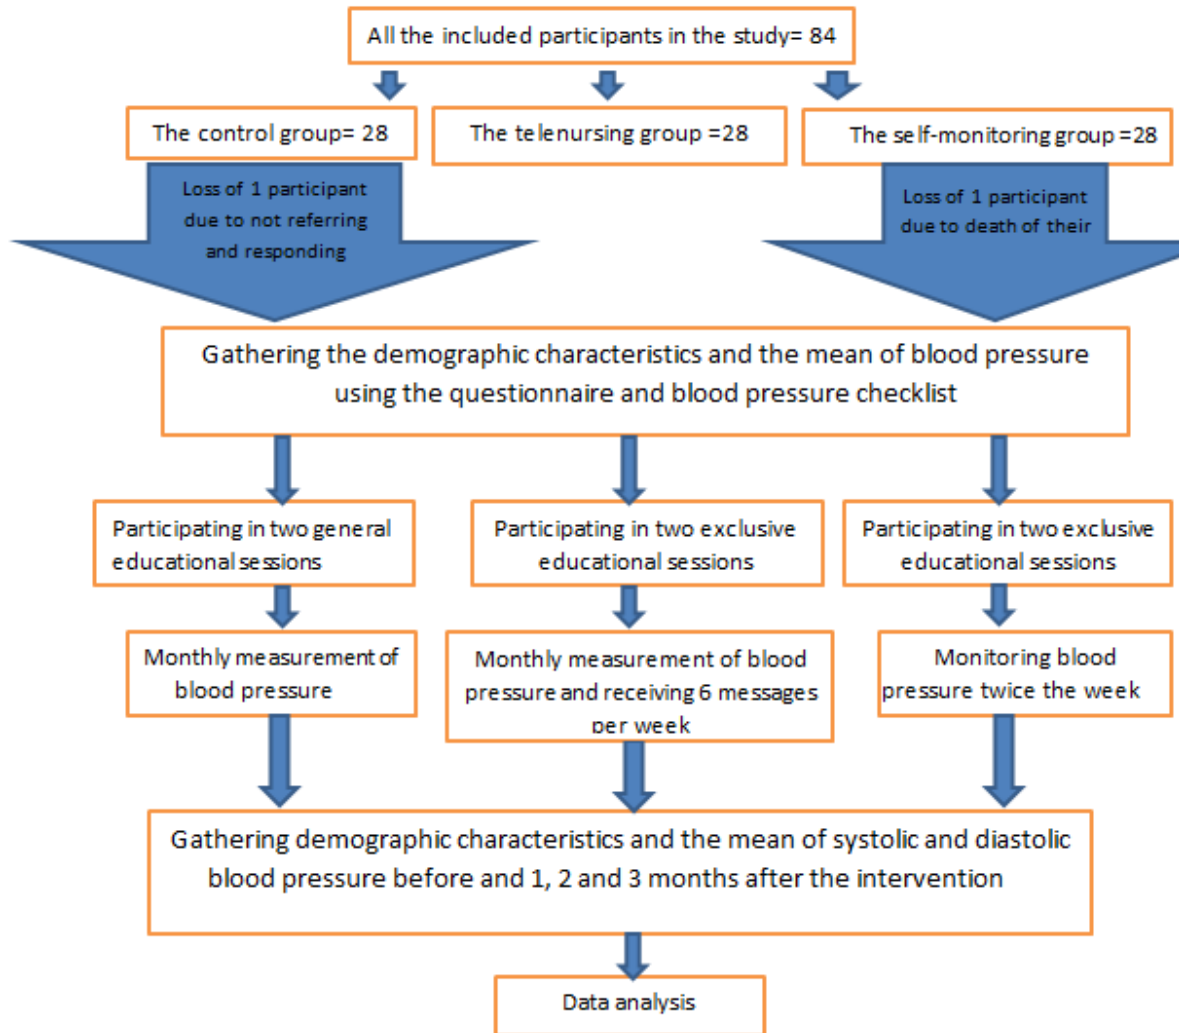 All the included participants in the study= 84
The control group= 28
The telenursing group =28
The self-monitoring group =28
Loss of 1 participant
due to not referring
and responding
Loss of 1 participant
due to death of their
Gathering the demographic characteristics and the mean of blood pressure
using the questionnaire and blood pressure checklist
Participating in two general
educational sessions
Participating in two exclusive
educational sessions
Participating in two exclusive
educational sessions
Monthly measurement of
blood pressure
Monthly measurement of blood
pressure and receiving 6 messages
per week
Monitoring blood
pressure twice the week
Gathering demographic characteristics and the mean of systolic and diastolic
blood pressure before and 1, 2 and 3 months after the intervention
Data analysis